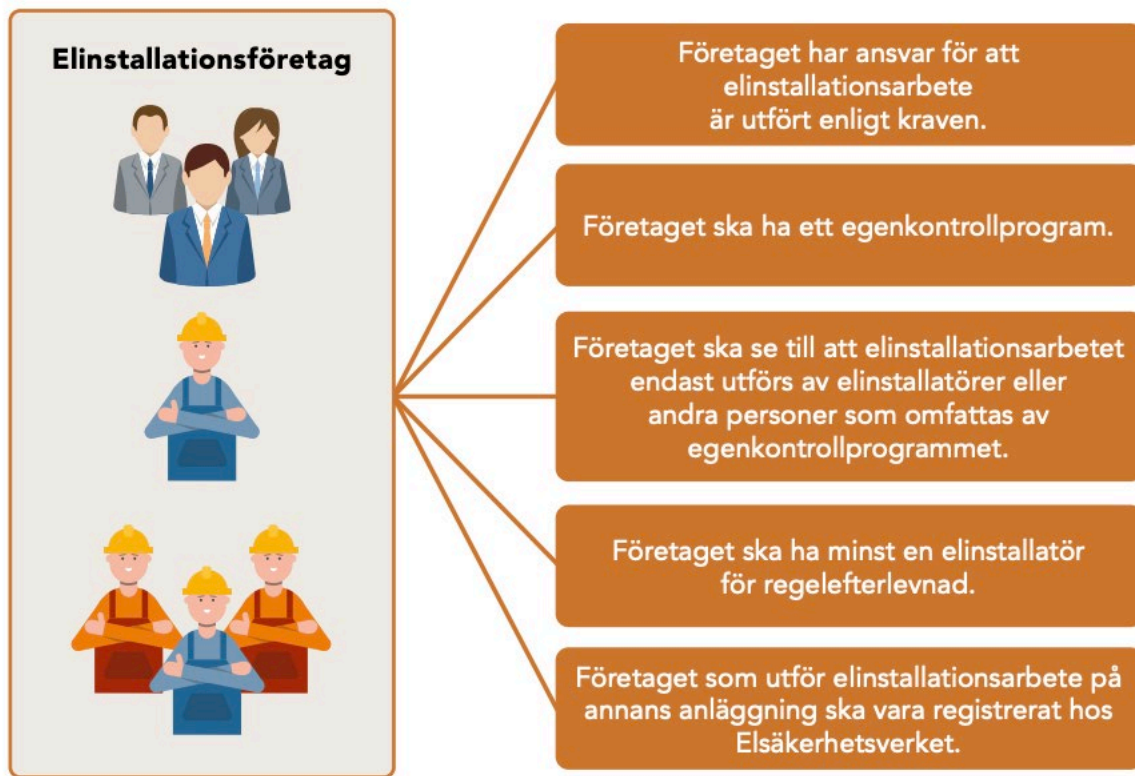 Elinstallationsföretag
Företaget har ansvar för att
elinstallationsarbete
är utfört enligt kraven.
Företaget ska ha ett egenkontrollprogram.
Företaget ska se till att elinstallationsarbetet
endast utförs av elinstallatörer eller
andra personer som omfattas av
egenkontrollprogrammet.
Företaget ska ha minst en elinstallatör
för regelefterlevnad.
Företaget som utför elinstallationsarbete på
annans anläggning ska vara registrerat hos
Elsäkerhetsverket.